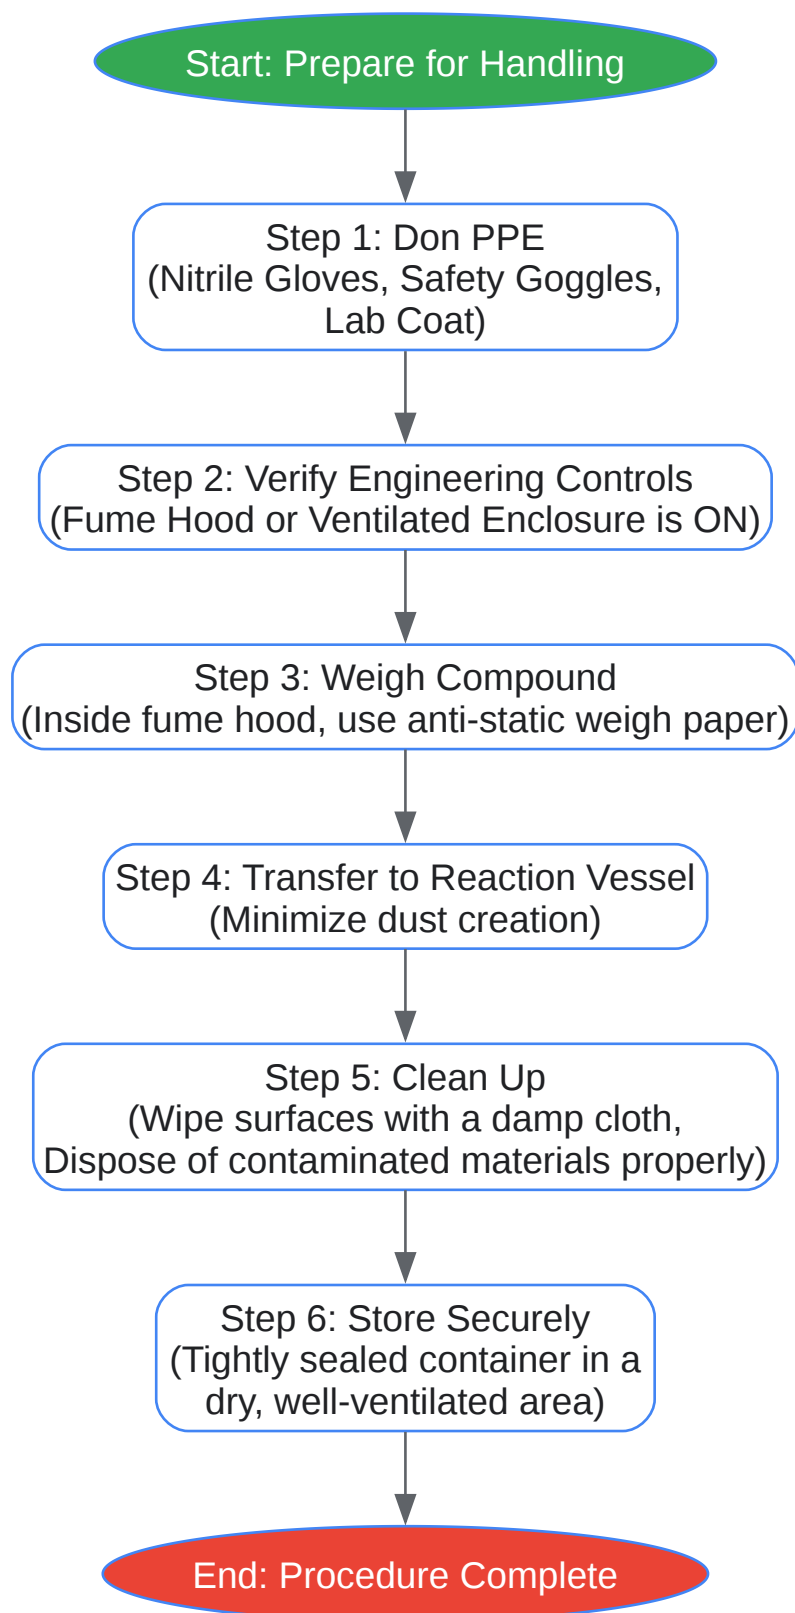 Start: Prepare for Handling
Step 1: Don PPE
(Nitrile Gloves, Safety Goggles,
Lab Coat)
Step 2: Verify Engineering Controls
(Fume Hood or Ventilated Enclosure is ON)
Step 3: Weigh Compound
(Inside fume hood, use anti-static weigh paper)
Step 4: Transfer to Reaction Vessel
(Minimize dust creation)
Step 5: Clean Up
(Wipe surfaces with a damp cloth,
Dispose of contaminated materials properly)
Step 6: Store Securely
(Tightly sealed container in a
dry, well-ventilated area)
End: Procedure Complete